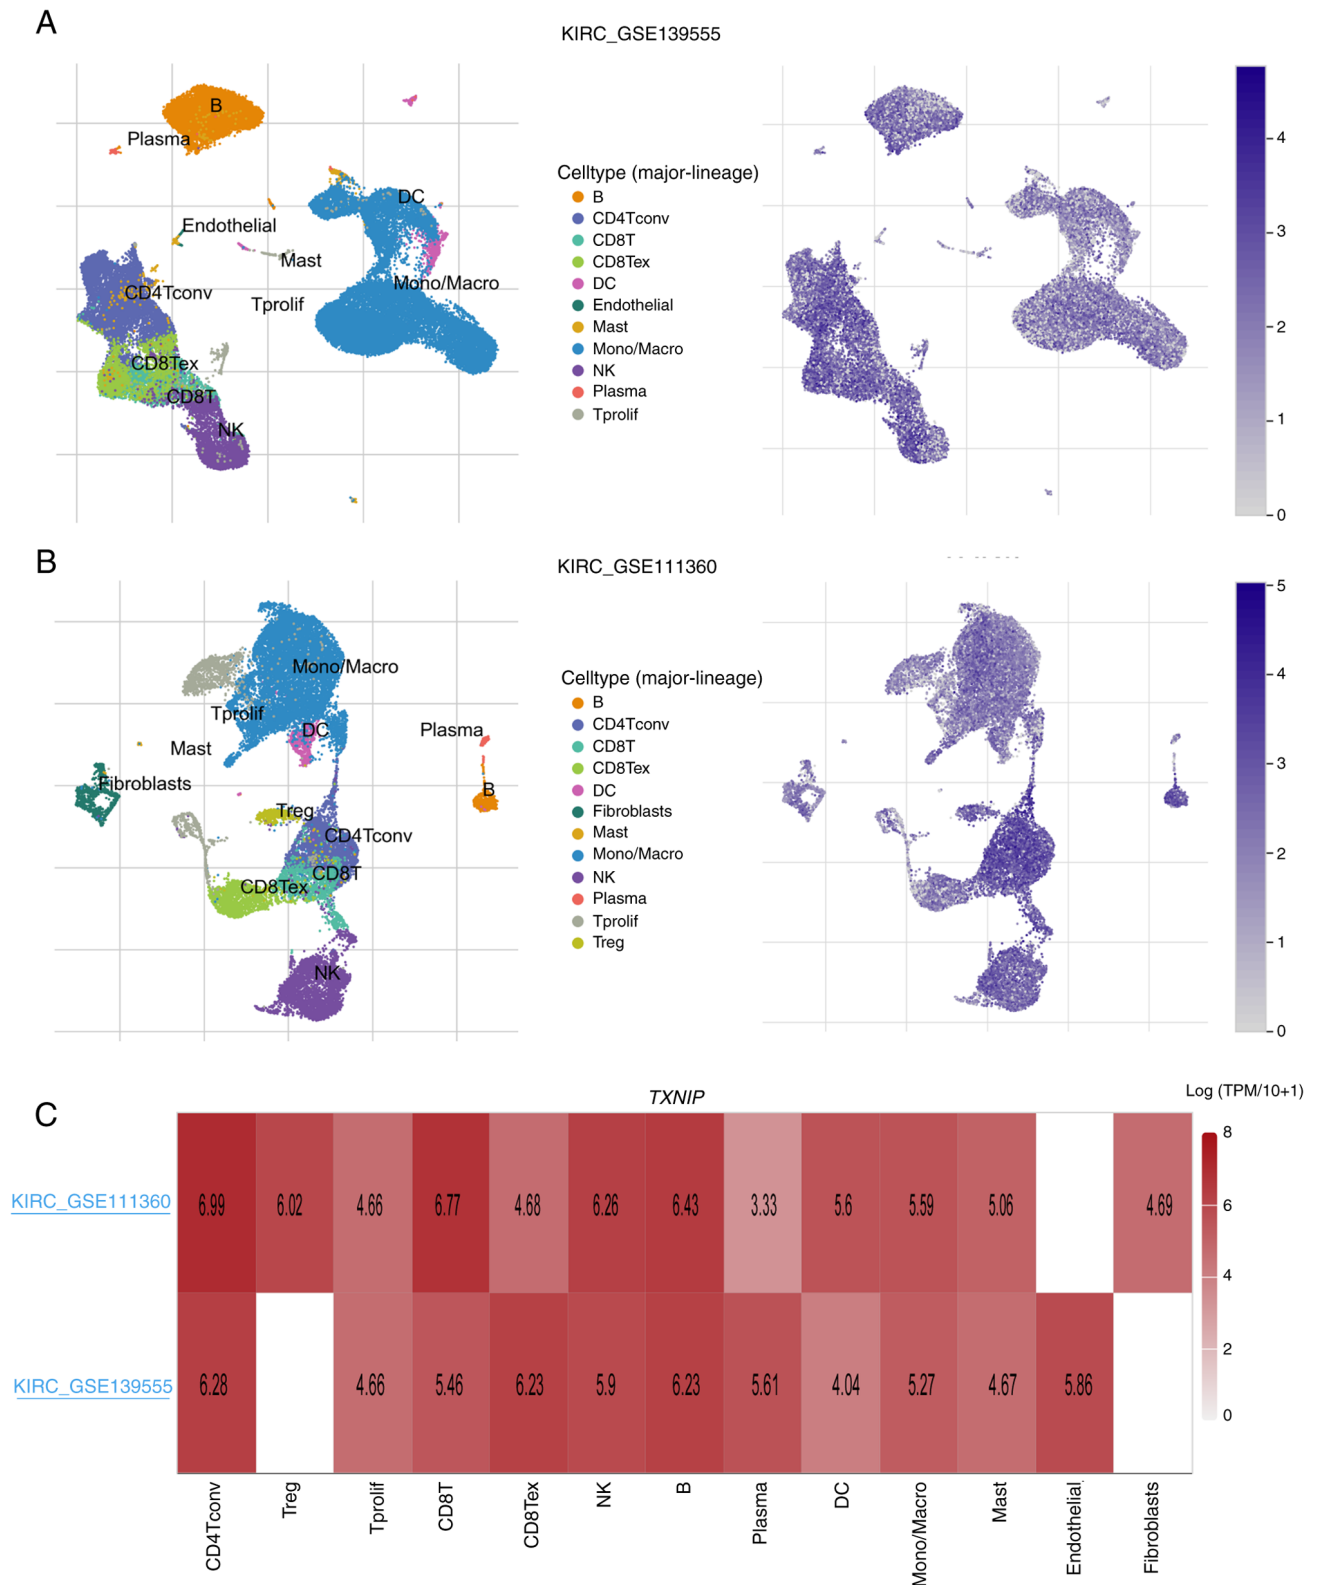 A
KIRC_GSE139555
B
Plasma
Endothelial
Mast
DC
Mono/Macro
Tprolif
CD4Tconv
CD8Tex
CD8T
NK
Celltype (major-lineage)
B
CD4Tconv
CD8T
CD8Tex
DC
Endothelial
Mast
Mono/Macro
NK
Plasma
Tprolif
4
3
2
1
0
B
KIRC_GSE111360
Mono/Macro
Tprolif
DC
Mast
Plasma
Fibroblasts
B
Treg
CD4Tconv
CD8T
CD8Tex
NK
Celltype (major-lineage)
B
CD4Tconv
CD8T
CD8Tex
DC
Fibroblasts
Mast
Mono/Macro
NK
Plasma
Tprolif
Treg
5
4
3
2
1
0
C
TXNIP
Log (TPM/10+1)
KIRC_GSE111360
6.99 6.02 4.66 6.77 4.68 6.26 6.43 3.33 5.6 5.59 5.06 4.69
KIRC_GSE139555
6.28 4.66 5.46 6.23 5.9 6.23 5.61 4.04 5.27 4.67 5.86
8
6
4
2
0
CD4Tconv
Treg
Tprolif
CD8T
CD8Tex
NK
B
Plasma
DC
Mono/Macro
Mast
Endothelial
Fibroblasts